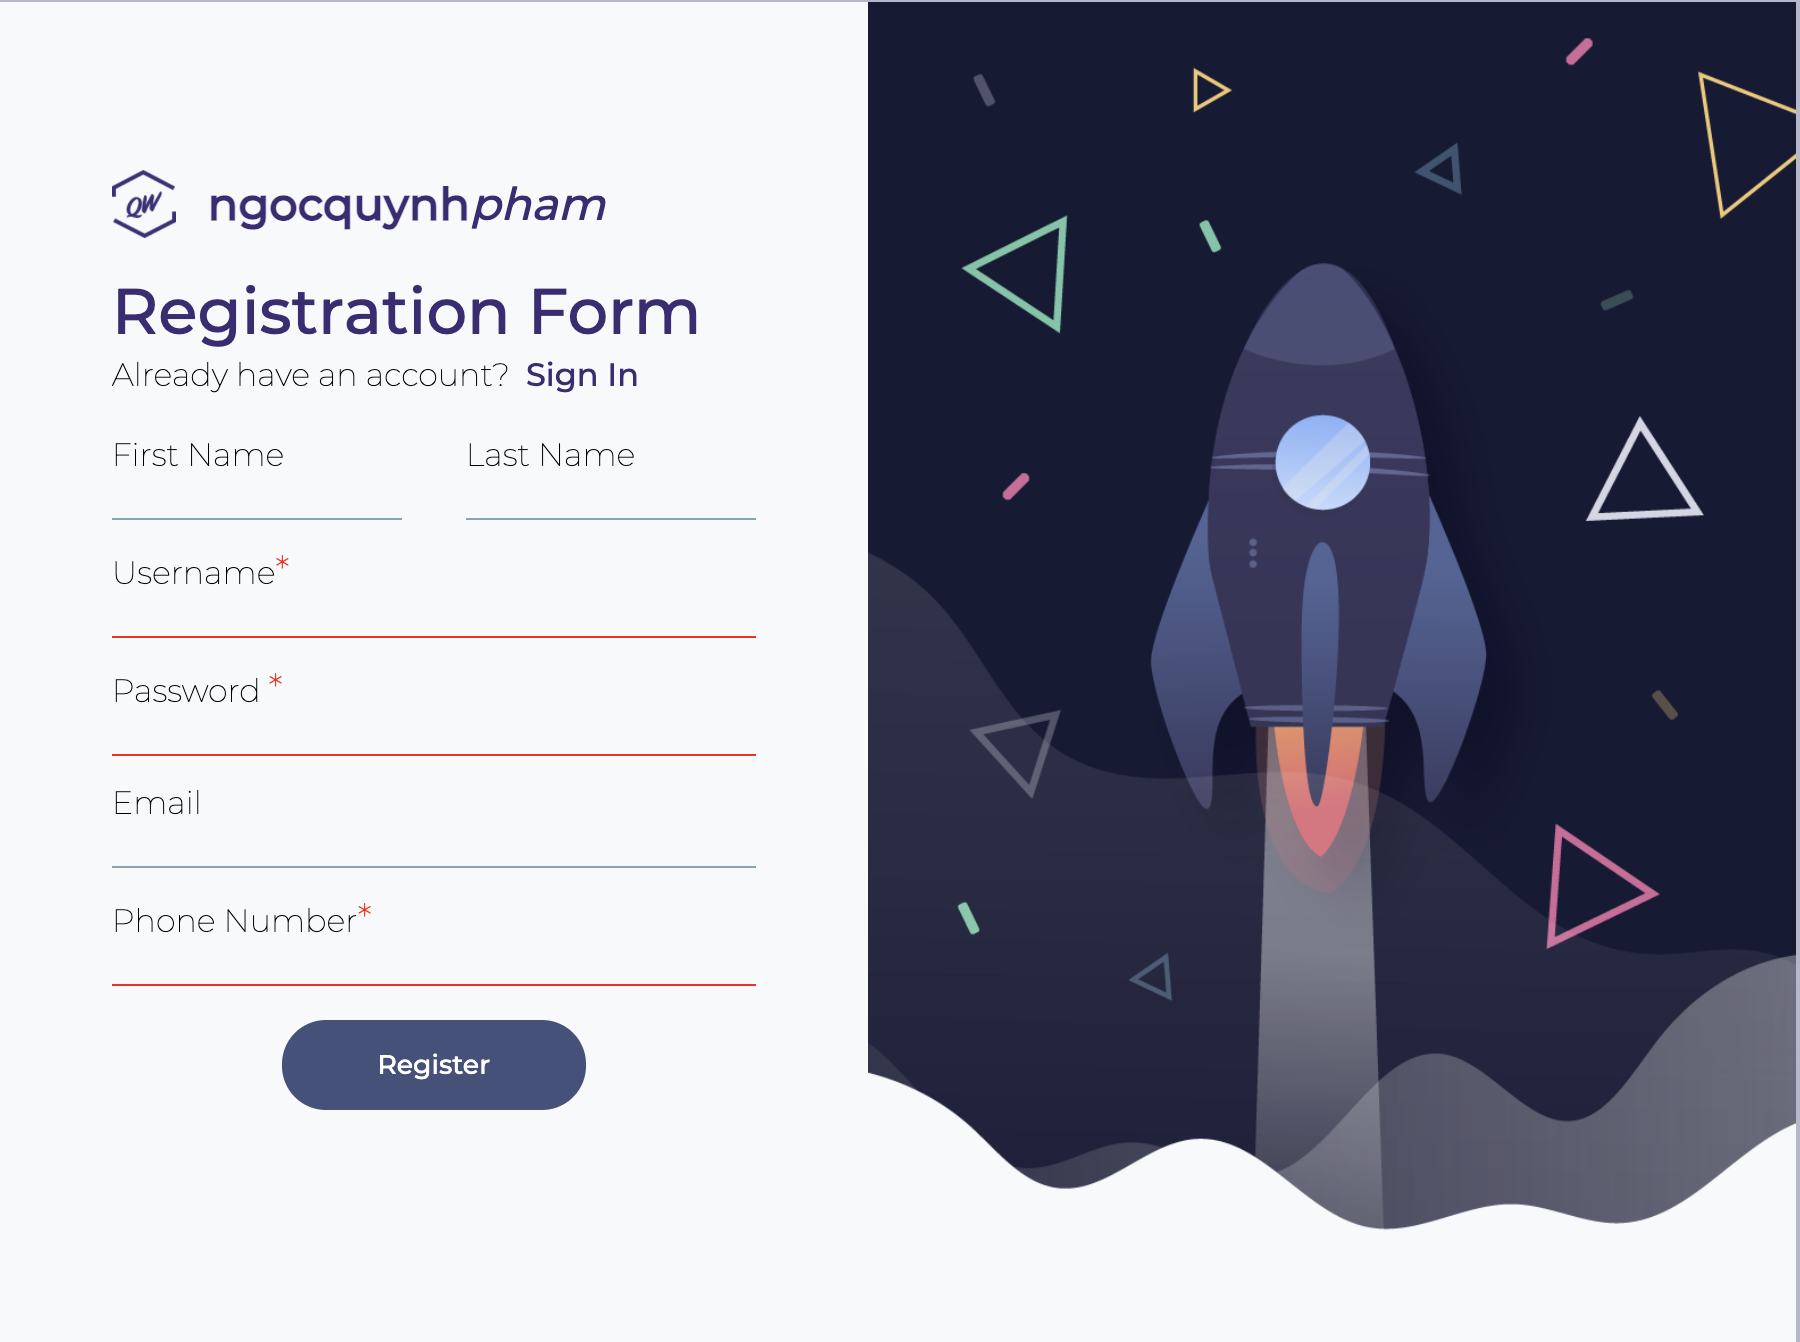 QW
ngocquynhpham
Registration Form
Already have an account? Sign In
First Name Last Name
Username*
Password *
Email
Phone Number*
Register